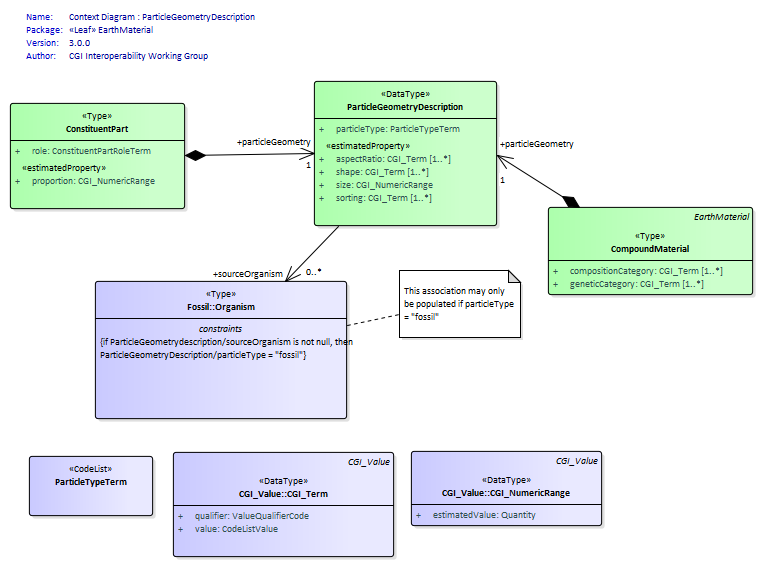 Name: Context Diagram : ParticleGeometryDescription
Package: «Leaf» EarthMaterial
Version: 3.0.0
Author: CGI Interoperability Working Group
«DataType»
ParticleGeometryDescription
+ particleType: ParticleTypeTerm
«estimatedProperty»
+ aspectRatio: CGI_Term [1..*]
+ shape: CGI_Term [1..*]
+ size: CGI_NumericRange
+ sorting: CGI_Term [1..*]
«Type»
ConstituentPart
+ role: ConstituentPartRoleTerm
«estimatedProperty»
+ proportion: CGI_NumericRange
+particleGeometry
1
+particleGeometry
1
EarthMaterial
«Type»
CompoundMaterial
+ compositionCategory: CGI_Term [1..*]
+ geneticCategory: CGI_Term [1..*]
+sourceOrganism
0..*
«Type»
Fossil::Organism
constraints
{if ParticleGeometrydescription/sourceOrganism is not null, then
ParticleGeometryDescription/particleType = "fossil"}
This association may only
be populated if particleType
= "fossil"
«CodeList»
ParticleTypeTerm
CGI_Value
«DataType»
CGI_Value::CGI_Term
+ qualifier: ValueQualifierCode
+ value: CodeListValue
CGI_Value
«DataType»
CGI_Value::CGI_NumericRange
+ estimatedValue: Quantity